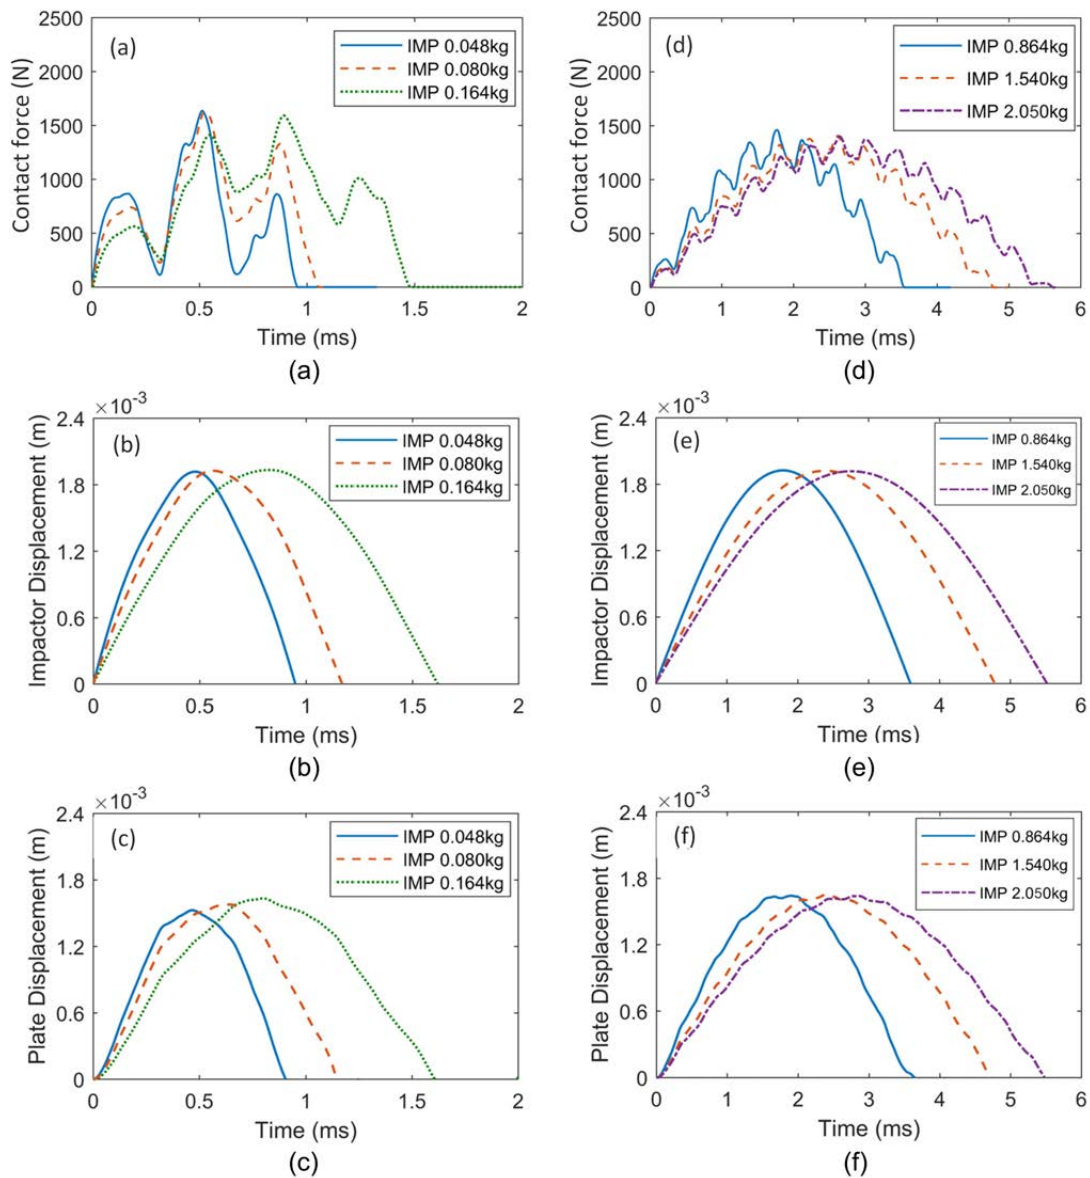 2500
2000
1500
1000
500
0
Contact force (N)
(a)
IMP 0.048kg
IMP 0.080kg
IMP 0.164kg
0 0.5 1 1.5 2
Time (ms)
(a)
2500
2000
1500
1000
500
0
Contact force (N)
(d)
IMP 0.864kg
IMP 1.540kg
IMP 2.050kg
0 1 2 3 4 5 6
Time (ms)
(d)
×10⁻³
2.4
1.8
1.2
0.6
0
Impactor Displacement (m)
(b)
IMP 0.048kg
IMP 0.080kg
IMP 0.164kg
0 0.5 1 1.5 2
Time (ms)
(b)
×10⁻³
2.4
1.8
1.2
0.6
0
Impactor Displacement (m)
(e)
IMP 0.864kg
IMP 1.540kg
IMP 2.050kg
0 1 2 3 4 5 6
Time (ms)
(e)
×10⁻³
2.4
1.8
1.2
0.6
0
Plate Displacement (m)
(c)
IMP 0.048kg
IMP 0.080kg
IMP 0.164kg
0 0.5 1 1.5 2
Time (ms)
(c)
×10⁻³
2.4
1.8
1.2
0.6
0
Plate Displacement (m)
(f)
IMP 0.864kg
IMP 1.540kg
IMP 2.050kg
0 1 2 3 4 5 6
Time (ms)
(f)